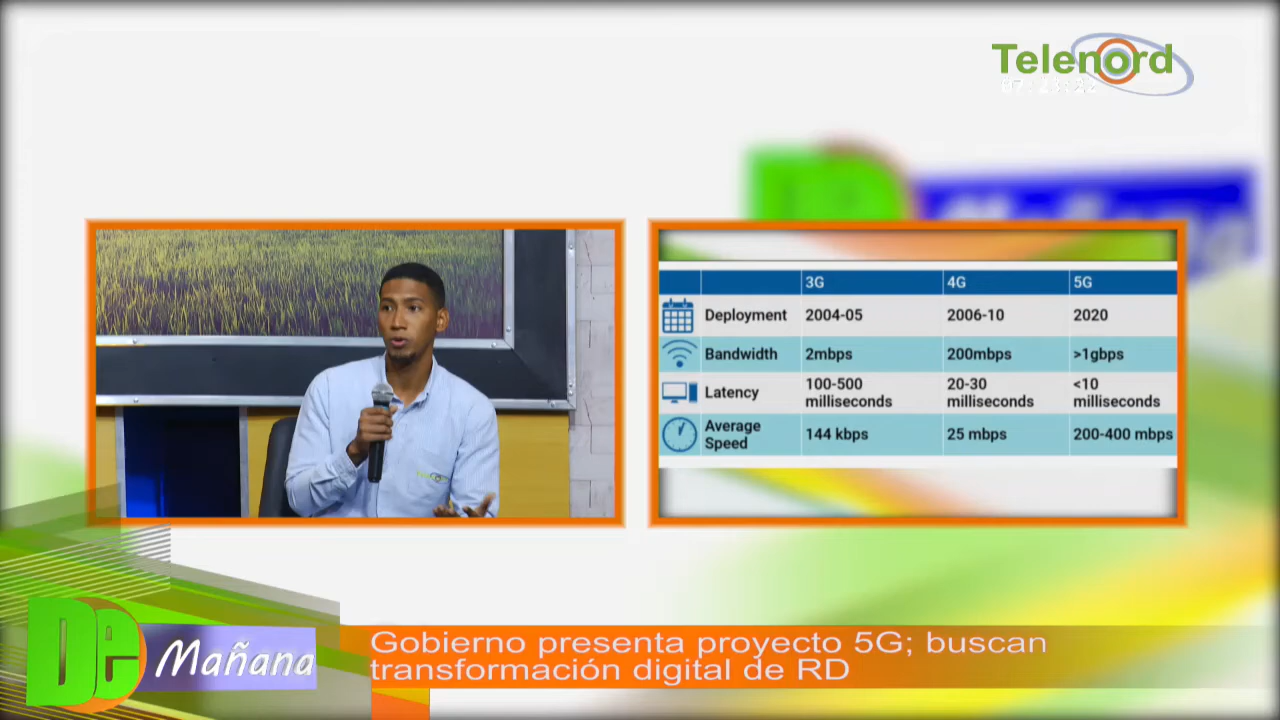 Telenord
3G 4G 5G
Deployment 2004-05 2006-10 2020
Bandwidth 2mbps 200mbps >1gbps
Latency 100-500 milliseconds 20-30 milliseconds <10 milliseconds
Average Speed 144 kbps 25 mbps 200-400 mbps
De Mañana
Gobierno presenta proyecto 5G; buscan
transformación digital de RD